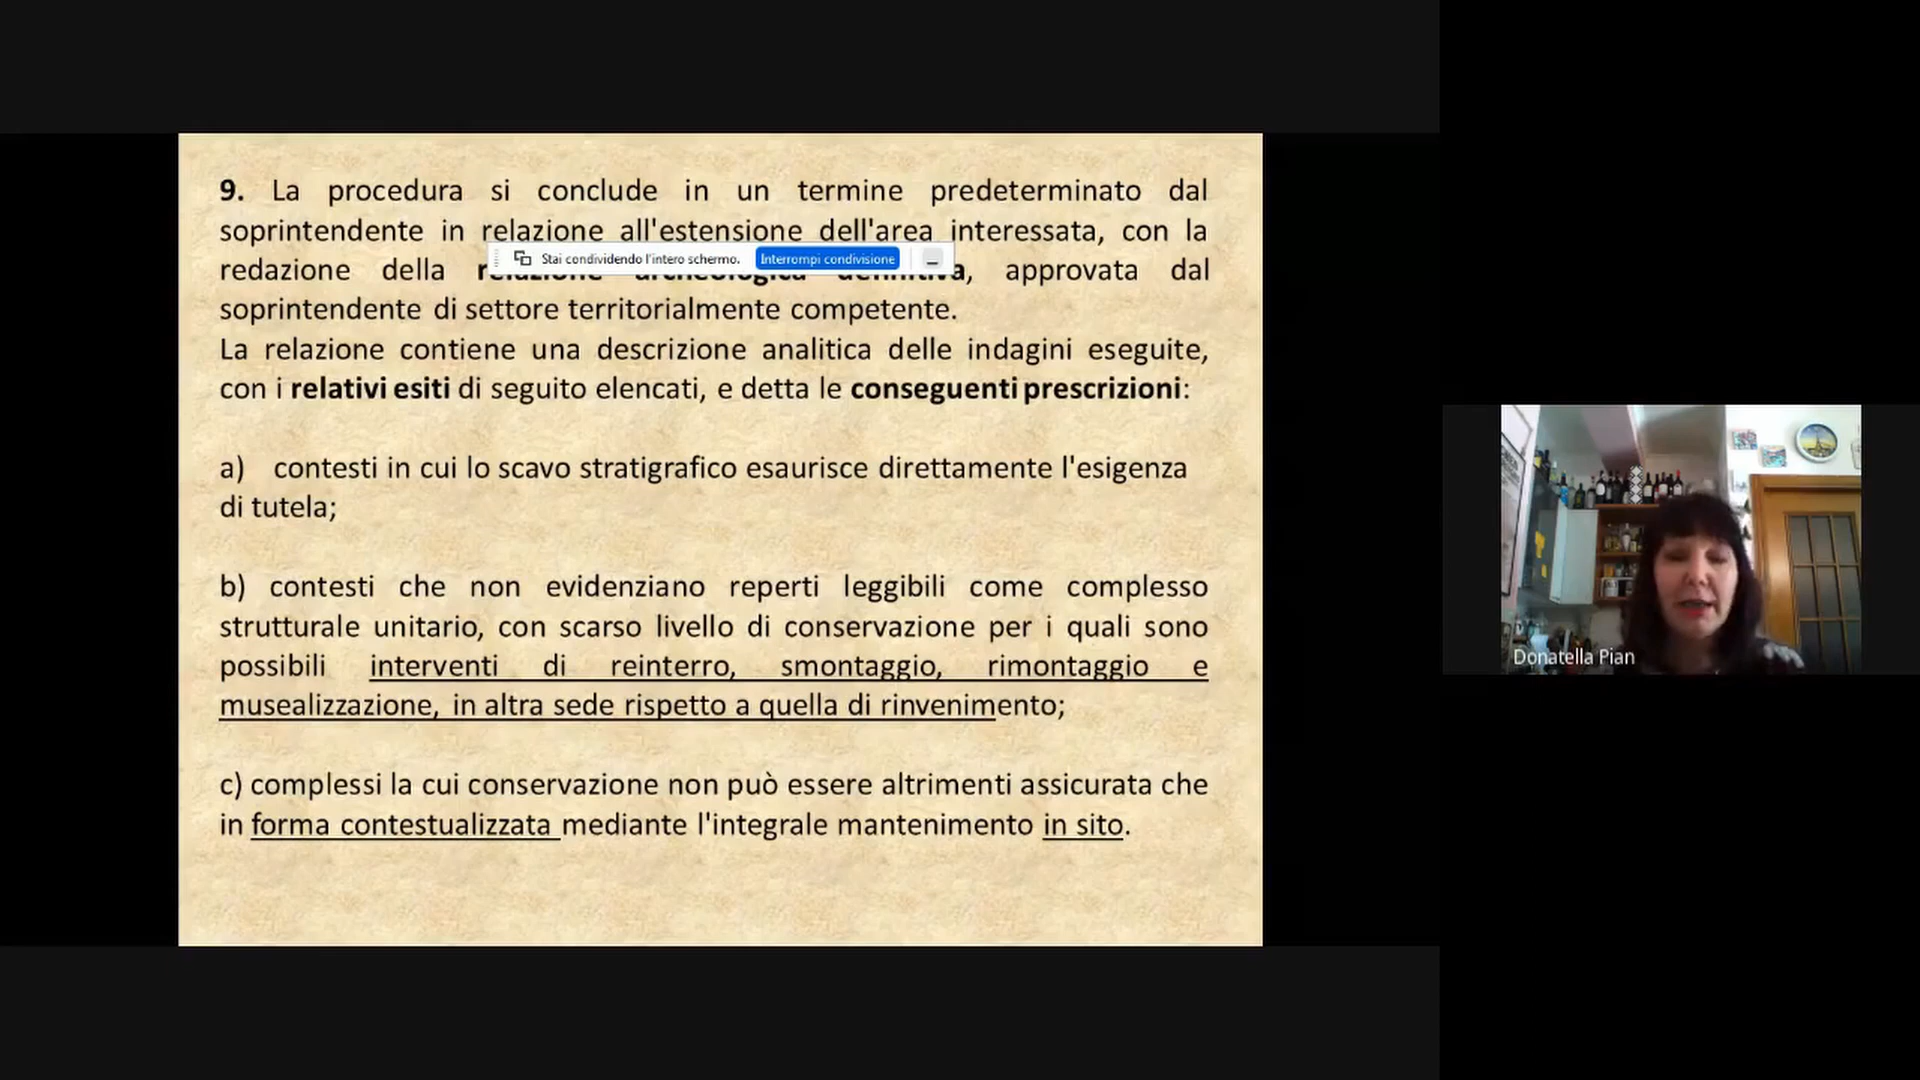 9. La procedura si conclude in un termine predeterminato dal
soprintendente in relazione all'estensione dell'area interessata, con la
Stai condividendo l'intero schermo. Interrompi condivisione
redazione della relazione archeologica definitiva, approvata dal
soprintendente di settore territorialmente competente.
La relazione contiene una descrizione analitica delle indagini eseguite,
con i relativi esiti di seguito elencati, e detta le conseguenti prescrizioni:
a) contesti in cui lo scavo stratigrafico esaurisce direttamente l'esigenza
di tutela;
b) contesti che non evidenziano reperti leggibili come complesso
strutturale unitario, con scarso livello di conservazione per i quali sono
possibili interventi di reinterro, smontaggio, rimontaggio e
musealizzazione, in altra sede rispetto a quella di rinvenimento;
c) complessi la cui conservazione non può essere altrimenti assicurata che
in forma contestualizzata mediante l'integrale mantenimento in sito.
Donatella Pian